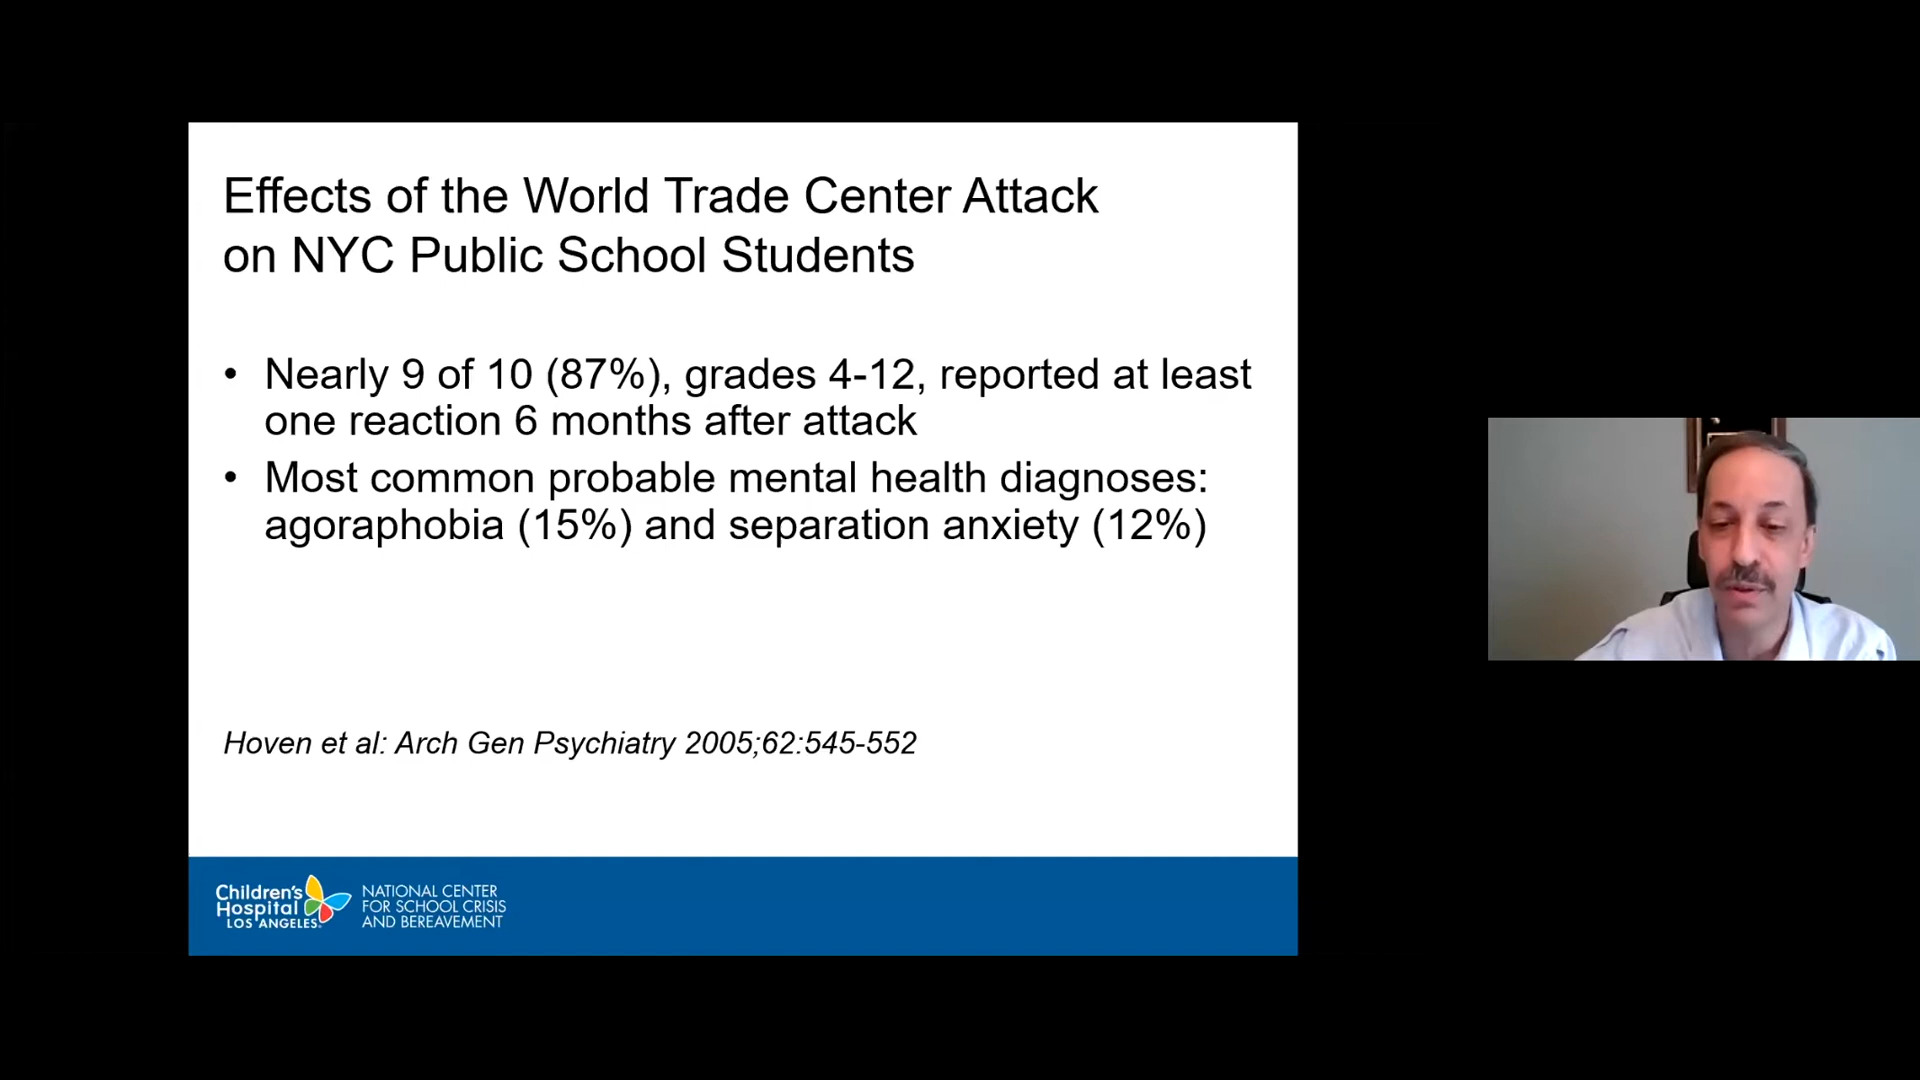 Effects of the World Trade Center Attack
on NYC Public School Students
• Nearly 9 of 10 (87%), grades 4-12, reported at least
one reaction 6 months after attack
• Most common probable mental health diagnoses:
agoraphobia (15%) and separation anxiety (12%)
Hoven et al: Arch Gen Psychiatry 2005;62:545-552
Children's
Hospital
LOS ANGELES
NATIONAL CENTER
FOR SCHOOL CRISIS
AND BEREAVEMENT